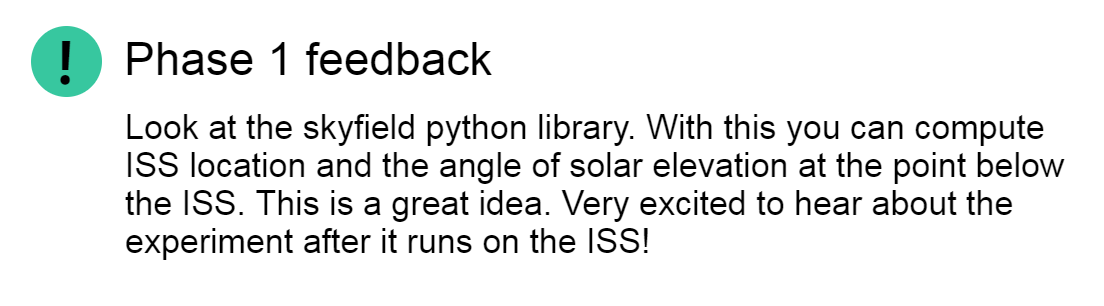 Phase 1 feedback
Look at the skyfield python library. With this you can compute
ISS location and the angle of solar elevation at the point below
the ISS. This is a great idea. Very excited to hear about the
experiment after it runs on the ISS!